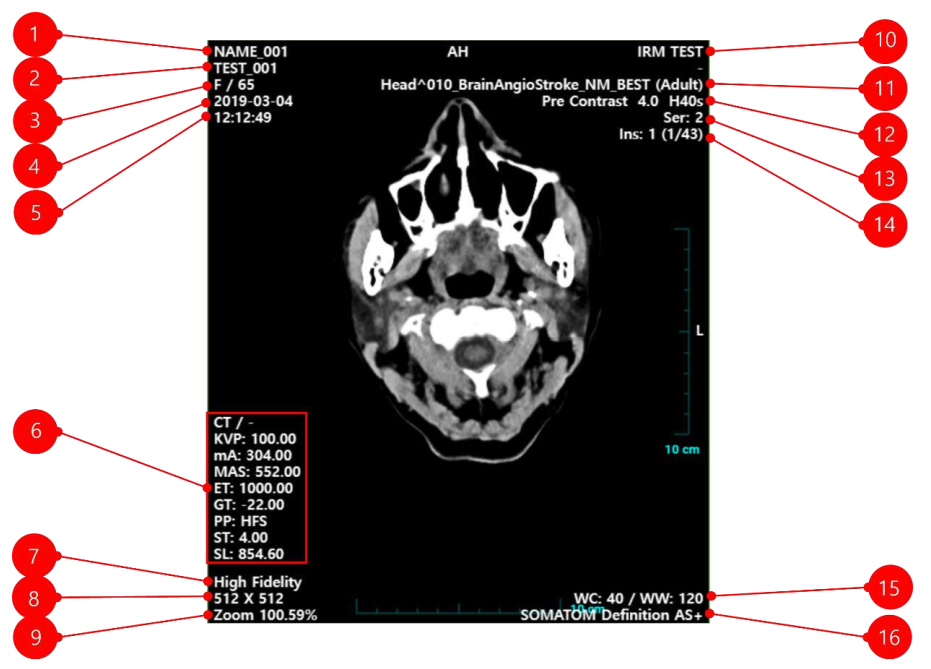 1
NAME_001
AH
IRM TEST
10
2
TEST_001
-
3
F / 65
Head^010_BrainAngioStroke_NM_BEST (Adult)
11
4
2019-03-04
Pre Contrast 4.0 H40s
12
5
12:12:49
Ser: 2
13
Ins: 1 (1/43)
14
L
10 cm
6
CT / -
KVP: 100.00
mA: 304.00
MAS: 552.00
ET: 1000.00
GT: -22.00
PP: HFS
ST: 4.00
SL: 854.60
7
High Fidelity
8
512 X 512
WC: 40 / WW: 120
15
10 cm
9
Zoom 100.59%
SOMATOM Definition AS+
16